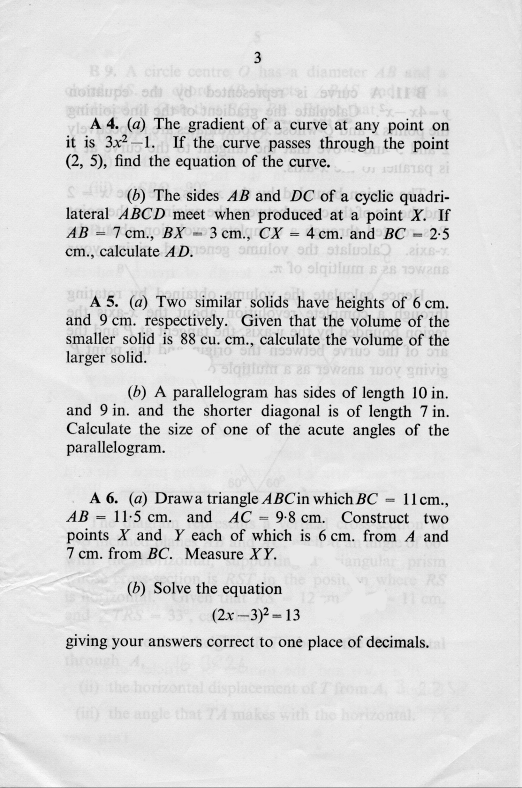 3
A 4. (a) The gradient of a curve at any point on
it is 3x²−1. If the curve passes through the point
(2, 5), find the equation of the curve.
(b) The sides AB and DC of a cyclic quadri-
lateral ABCD meet when produced at a point X. If
AB = 7 cm., BX = 3 cm., CX = 4 cm. and BC = 2·5
cm., calculate AD.
A 5. (a) Two similar solids have heights of 6 cm.
and 9 cm. respectively. Given that the volume of the
smaller solid is 88 cu. cm., calculate the volume of the
larger solid.
(b) A parallelogram has sides of length 10 in.
and 9 in. and the shorter diagonal is of length 7 in.
Calculate the size of one of the acute angles of the
parallelogram.
A 6. (a) Draw a triangle ABC in which BC = 11 cm.,
AB = 11·5 cm. and AC = 9·8 cm. Construct two
points X and Y each of which is 6 cm. from A and
7 cm. from BC. Measure XY.
(b) Solve the equation
(2x−3)² = 13
giving your answers correct to one place of decimals.